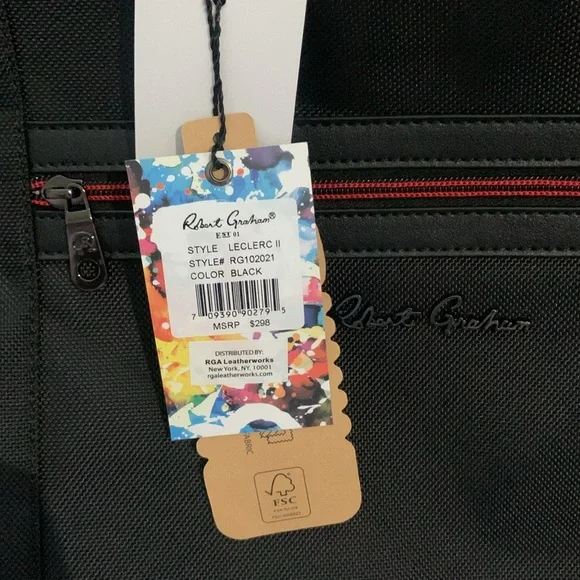 Robert Graham®
EST 01
STYLE LECLERC II
STYLE# RG102021
COLOR BLACK
7 09390 90279 5
MSRP $298
DISTRIBUTED BY:
RGA Leatherworks
New York, NY. 10001
rgaleatherworks.com
Robert Graham
FABRIC
FSC